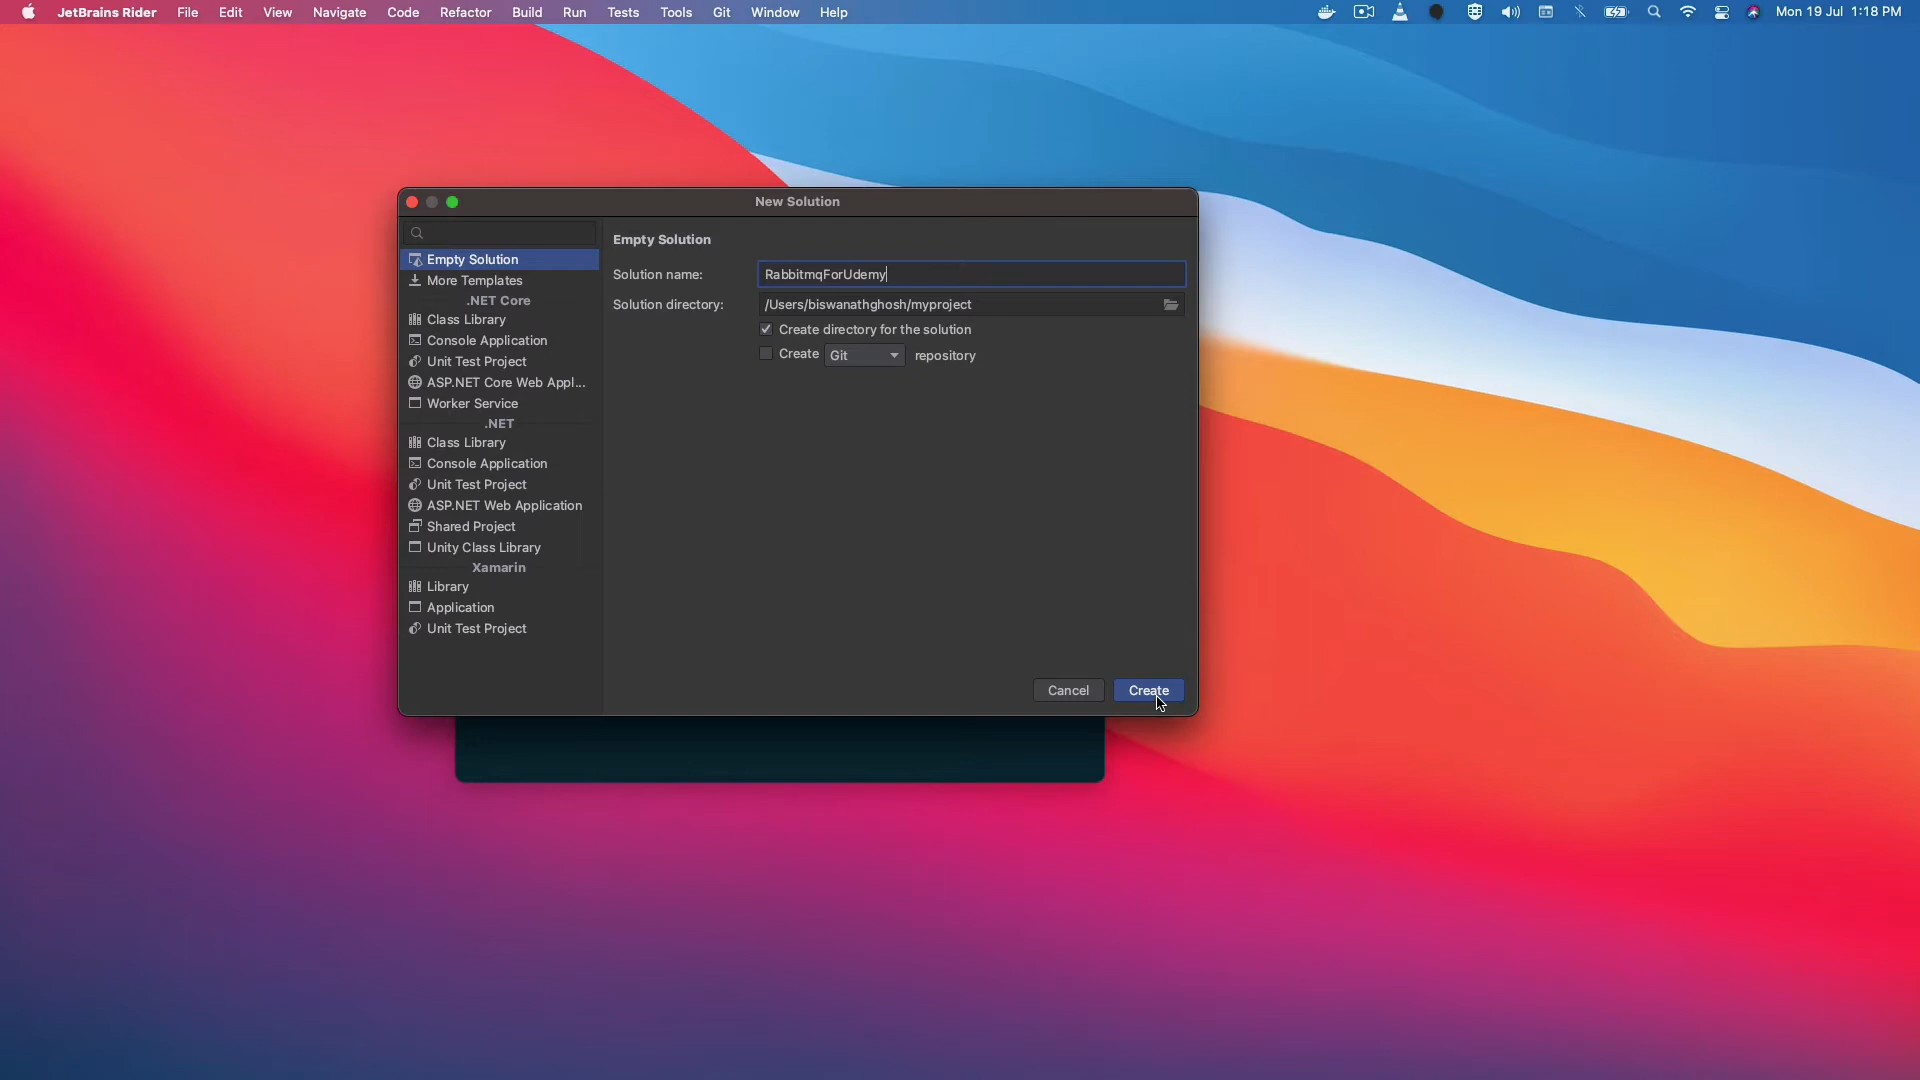 JetBrains Rider File Edit View Navigate Code Refactor Build Run Tests Tools Git Window Help Mon 19 Jul 1:18 PM
New Solution
Empty Solution
More Templates
.NET Core
Class Library
Console Application
Unit Test Project
ASP.NET Core Web Appl...
Worker Service
.NET
Class Library
Console Application
Unit Test Project
ASP.NET Web Application
Shared Project
Unity Class Library
Xamarin
Library
Application
Unit Test Project
Empty Solution
Solution name: RabbitmqForUdemy
Solution directory: /Users/biswanathghosh/myproject
Create directory for the solution
Create Git repository
Cancel Create